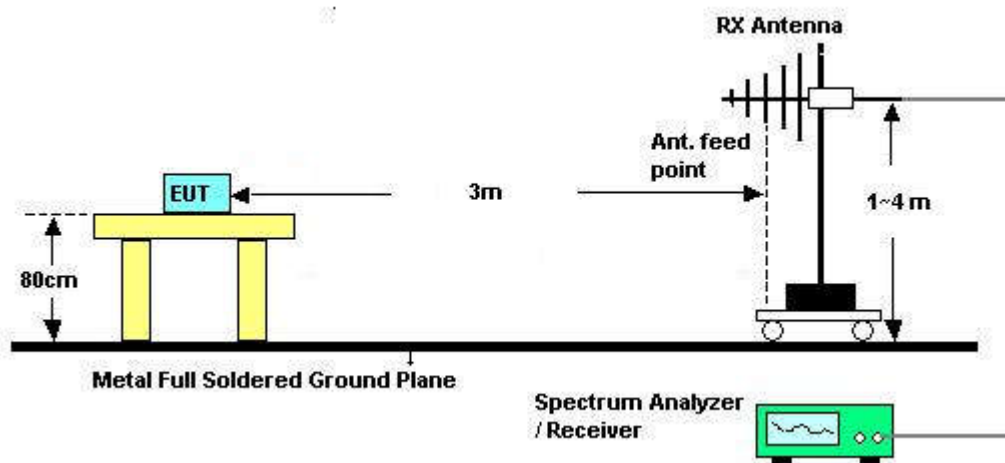 RX Antenna
Ant. feed
point
EUT
3m
1~4 m
80cm
Metal Full Soldered Ground Plane
Spectrum Analyzer
/ Receiver